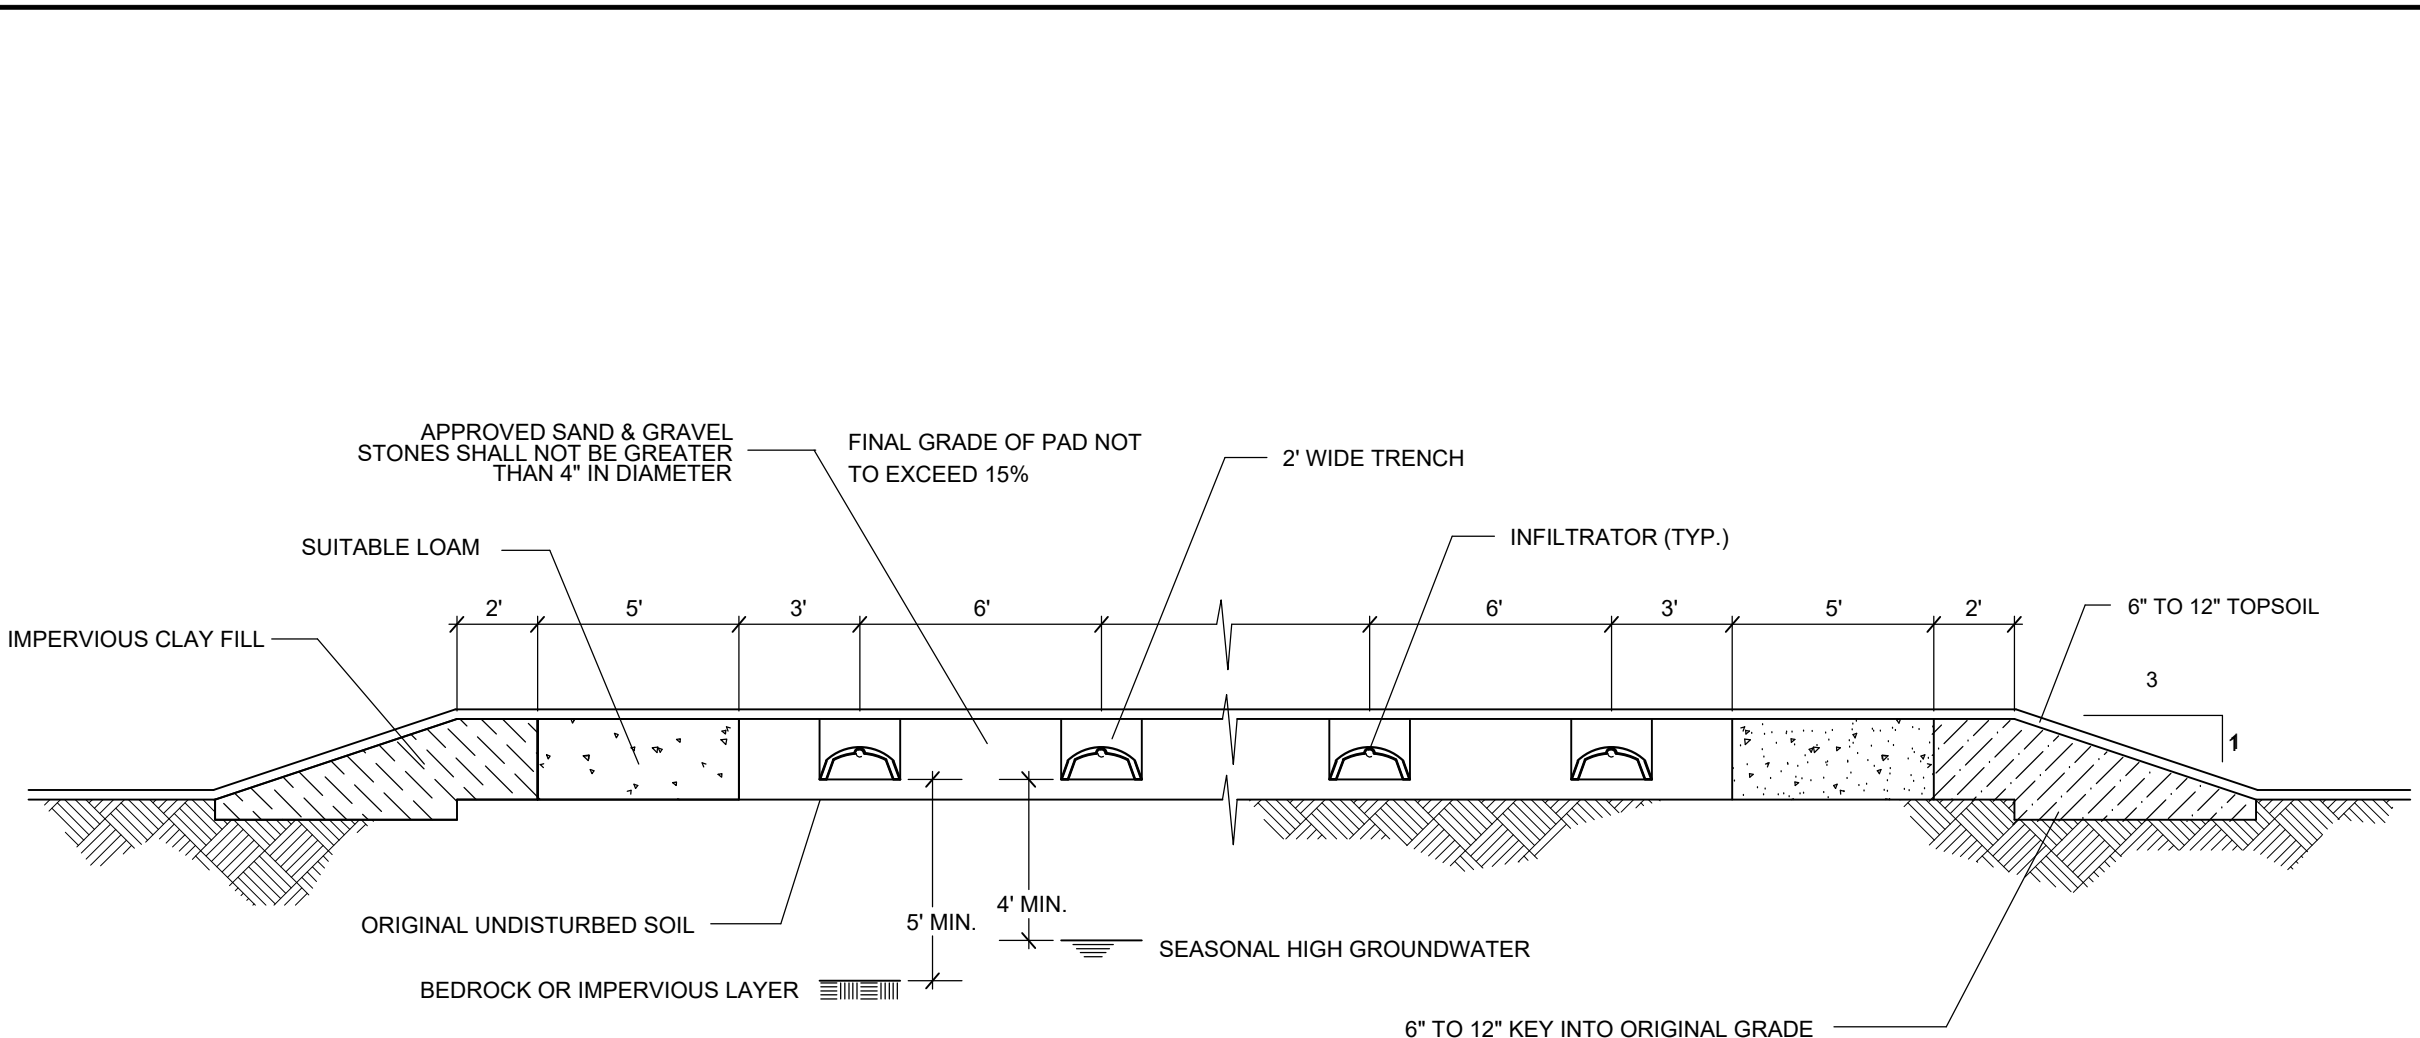 APPROVED SAND & GRAVEL
STONES SHALL NOT BE GREATER
THAN 4" IN DIAMETER
FINAL GRADE OF PAD NOT
TO EXCEED 15%
2' WIDE TRENCH
SUITABLE LOAM
INFILTRATOR (TYP.)
IMPERVIOUS CLAY FILL
2'
5'
3'
6'
6'
3'
5'
2'
6" TO 12" TOPSOIL
3
1
ORIGINAL UNDISTURBED SOIL
5' MIN.
4' MIN.
SEASONAL HIGH GROUNDWATER
BEDROCK OR IMPERVIOUS LAYER
6" TO 12" KEY INTO ORIGINAL GRADE